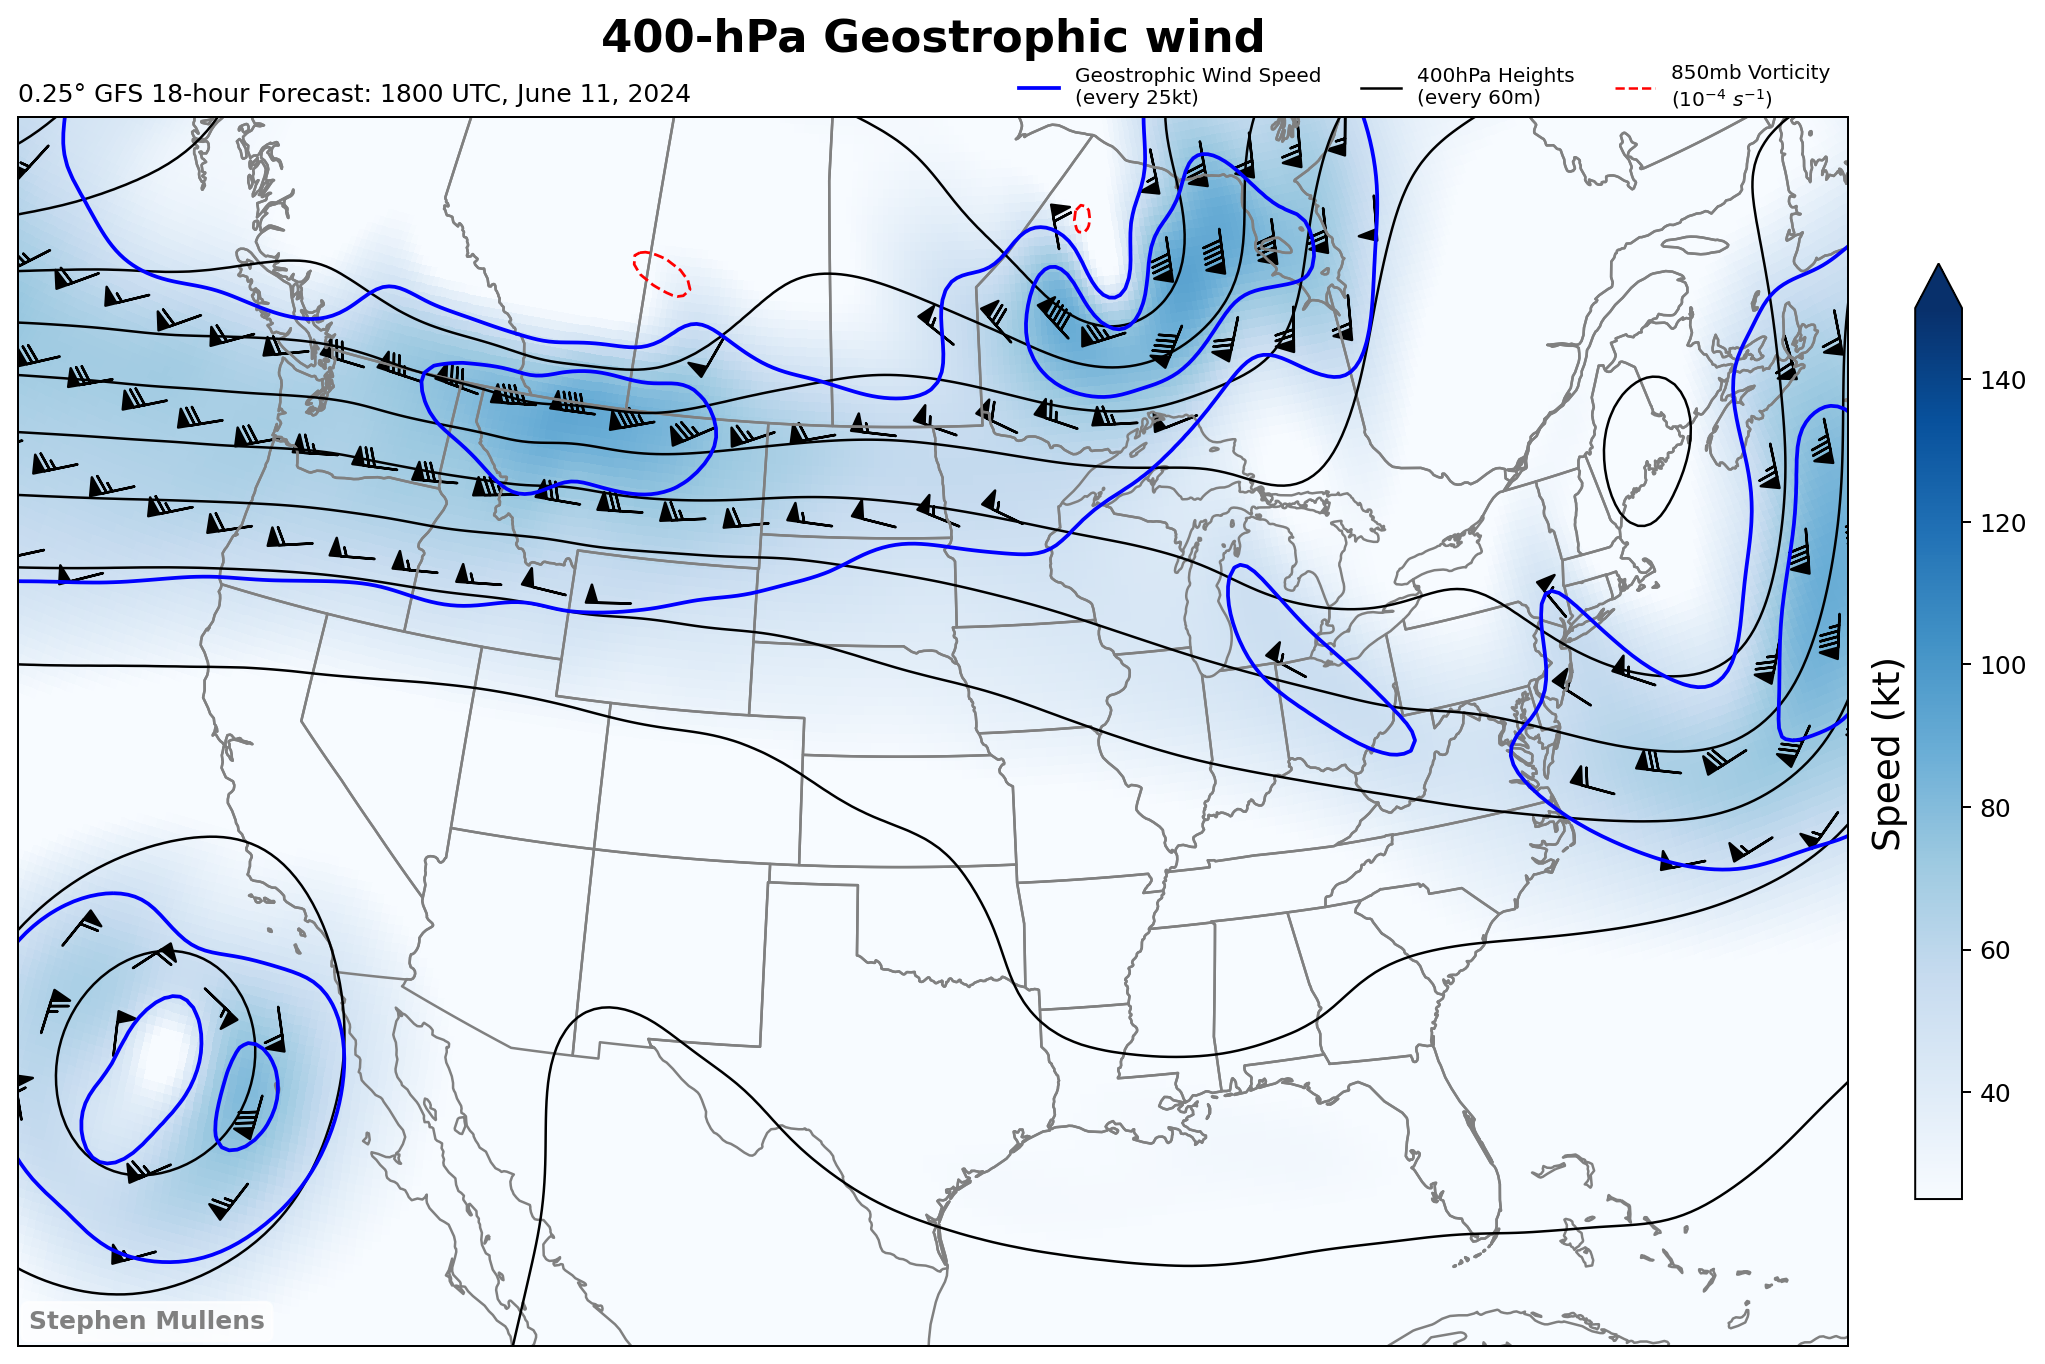 400-hPa Geostrophic wind
0.25° GFS 18-hour Forecast: 1800 UTC, June 11, 2024
Geostrophic Wind Speed
(every 25kt)
400hPa Heights
(every 60m)
850mb Vorticity
(10⁻⁴ s⁻¹)
140
120
100
80
60
40
Speed (kt)
Stephen Mullens